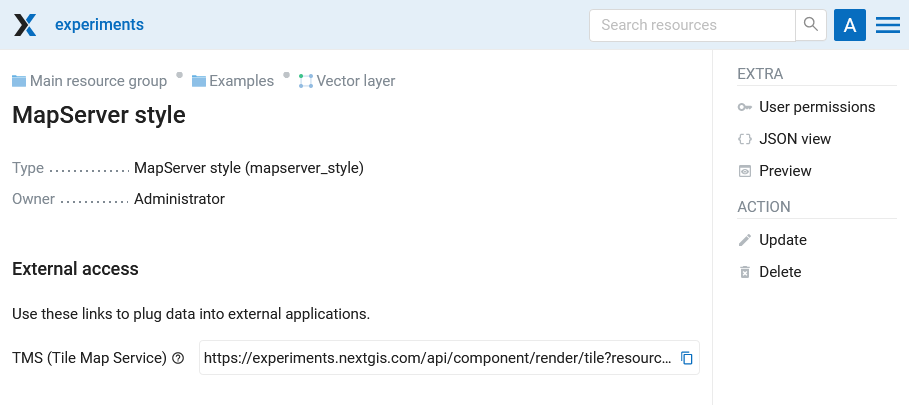 experiments
Search resources
A
Main resource group
Examples
Vector layer
MapServer style
Type ........... MapServer style (mapserver_style)
Owner .......... Administrator
External access
Use these links to plug data into external applications.
TMS (Tile Map Service) ? https://experiments.nextgis.com/api/component/render/tile?resourc...
EXTRA
User permissions
JSON view
Preview
ACTION
Update
Delete